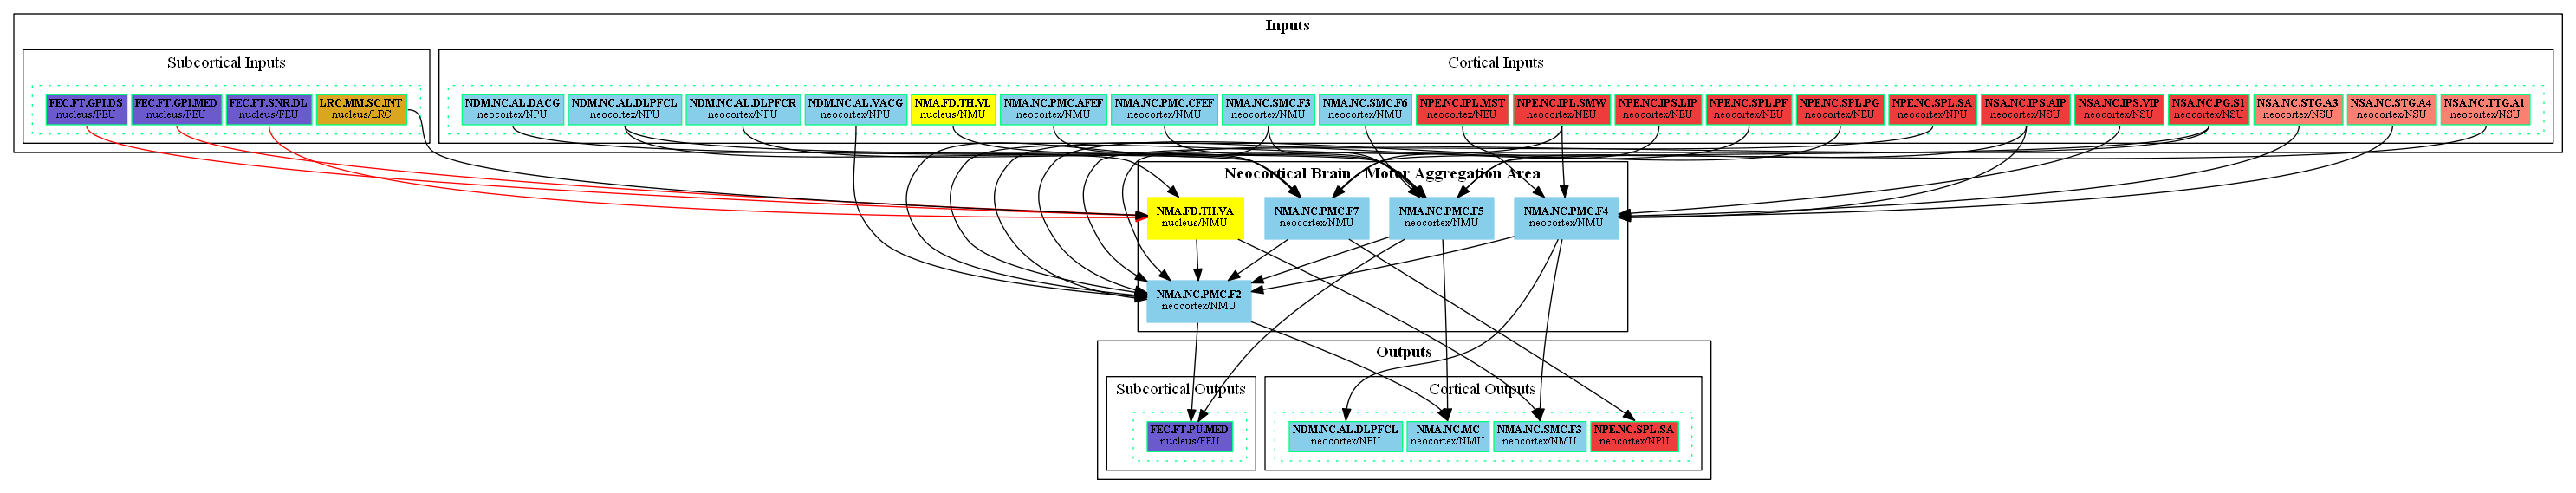 Inputs
Subcortical Inputs
Cortical Inputs
FEC.FT.GPI.DS
nucleus/FEU
FEC.FT.GPI.MED
nucleus/FEU
FEC.FT.SNR.DL
nucleus/FEU
LRC.MM.SC.INT
nucleus/LRC
NDM.NC.AL.DACG
neocortex/NPU
NDM.NC.AL.DLPFCL
neocortex/NPU
NDM.NC.AL.DLPFCR
neocortex/NPU
NDM.NC.AL.VACG
neocortex/NPU
NMA.FD.TH.VL
nucleus/NMU
NMA.NC.PMC.AFEF
neocortex/NMU
NMA.NC.PMC.CFEF
neocortex/NMU
NMA.NC.SMC.F3
neocortex/NMU
NMA.NC.SMC.F6
neocortex/NMU
NPE.NC.IPL.MST
neocortex/NEU
NPE.NC.IPL.SMW
neocortex/NEU
NPE.NC.IPS.LIP
neocortex/NEU
NPE.NC.SPL.PF
neocortex/NEU
NPE.NC.SPL.PG
neocortex/NEU
NPE.NC.SPL.SA
neocortex/NPU
NSA.NC.IPS.AIP
neocortex/NSU
NSA.NC.IPS.VIP
neocortex/NSU
NSA.NC.PG.S1
neocortex/NSU
NSA.NC.STG.A3
neocortex/NSU
NSA.NC.STG.A4
neocortex/NSU
NSA.NC.TTG.A1
neocortex/NSU
Neocortical Brain - Motor Aggregation Area
NMA.FD.TH.VA
nucleus/NMU
NMA.NC.PMC.F7
neocortex/NMU
NMA.NC.PMC.F5
neocortex/NMU
NMA.NC.PMC.F4
neocortex/NMU
NMA.NC.PMC.F2
neocortex/NMU
Outputs
Subcortical Outputs
Cortical Outputs
FEC.FT.PU.MED
nucleus/FEU
NDM.NC.AL.DLPFCL
neocortex/NPU
NMA.NC.MC
neocortex/NMU
NMA.NC.SMC.F3
neocortex/NMU
NPE.NC.SPL.SA
neocortex/NPU